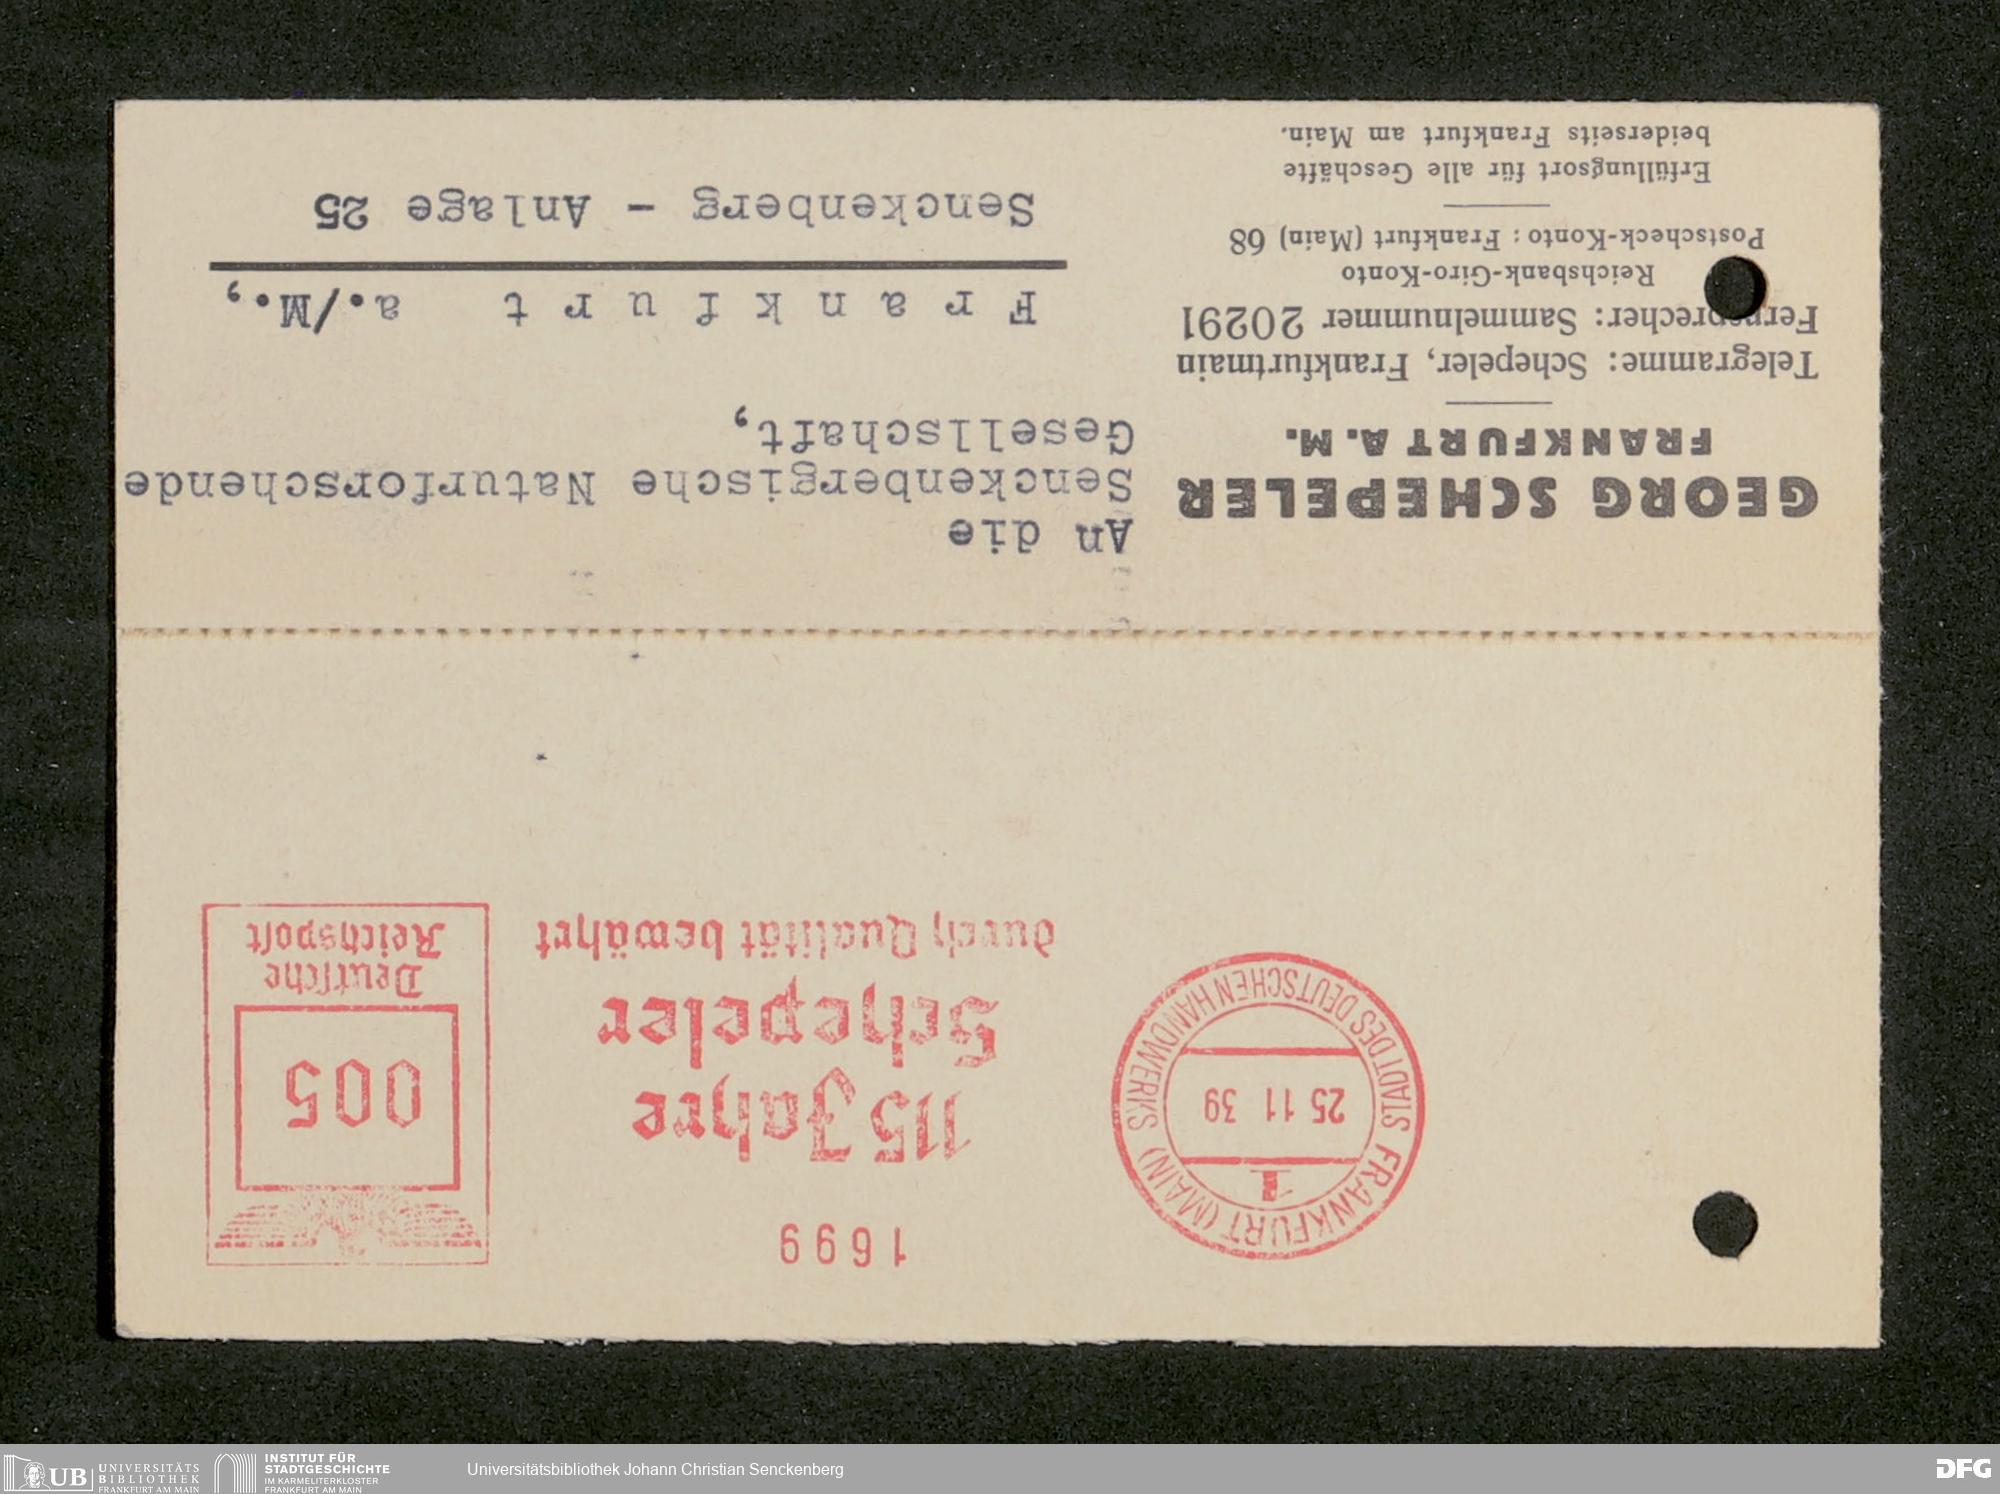 1699
FRANKFURT (MAIN)
STADT DES DEUTSCHEN HANDWERKS
1
25 11 39
115 Jahre
Schepeler
durch Qualität bewährt
005
Deutsche
Reichspost
GEORG SCHEPELER
FRANKFURT A. M.
Telegramme: Schepeler, Frankfurtmain
Fernsprecher: Sammelnummer 20291
Reichsbank-Giro-Konto
Postscheck-Konto: Frankfurt (Main) 68
Erfüllungsort für alle Geschäfte
beiderseits Frankfurt am Main.
An die
Senckenbergische Naturforschende
Gesellschaft,
F r a n k f u r t a./M.,
Senckenberg - Anlage 25
UB UNIVERSITÄTS
BIBLIOTHEK
FRANKFURT AM MAIN
INSTITUT FÜR
STADTGESCHICHTE
IM KARMELITERKLOSTER
FRANKFURT AM MAIN
Universitätsbibliothek Johann Christian Senckenberg
DFG